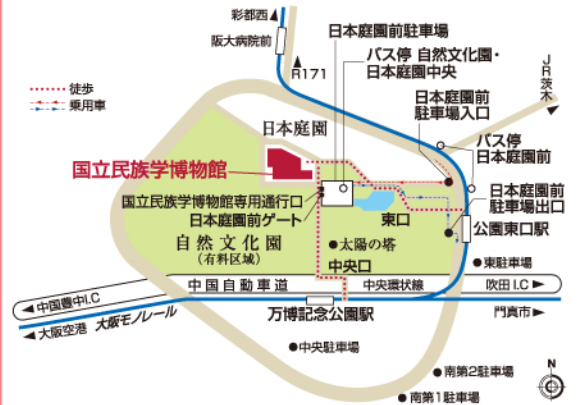 彩都西
阪大病院前
R171
日本庭園前駐車場
バス停 自然文化園・
日本庭園中央
JR茨木
徒歩
乗用車
日本庭園前
駐車場入口
日本庭園
バス停
日本庭園前
国立民族学博物館
国立民族学博物館専用通行口
日本庭園前ゲート
日本庭園前
駐車場出口
東口
公園東口駅
自然文化園
(有料区域)
太陽の塔
中央口
東駐車場
中国自動車道
中央環状線
吹田I.C
中国豊中I.C
万博記念公園駅
門真市
大阪空港
大阪モノレール
中央駐車場
南第2駐車場
南第1駐車場
N